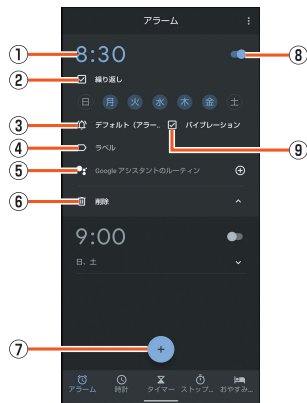 アラーム
① 8:30 ⑧
② 繰り返し
日 月 火 水 木 金 土
③ デフォルト（アラー.. バイブレーション
④ ラベル ⑨
⑤ Google アシスタントのルーティン
⑥ 削除
9:00
日、土
⑦ +
アラーム 時計 タイマー ストップ... おやすみ...